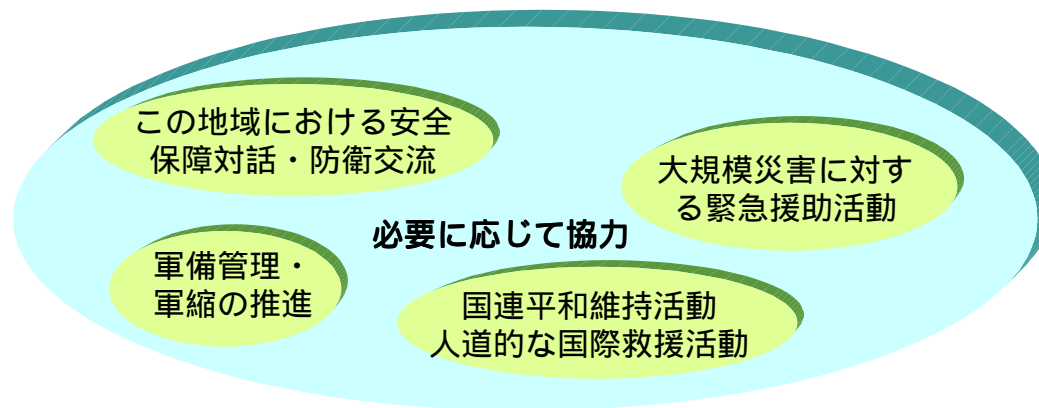 この地域における安全
保障対話・防衛交流
大規模災害に対す
る緊急援助活動
必要に応じて協力
軍備管理・
軍縮の推進
国連平和維持活動
人道的な国際救援活動